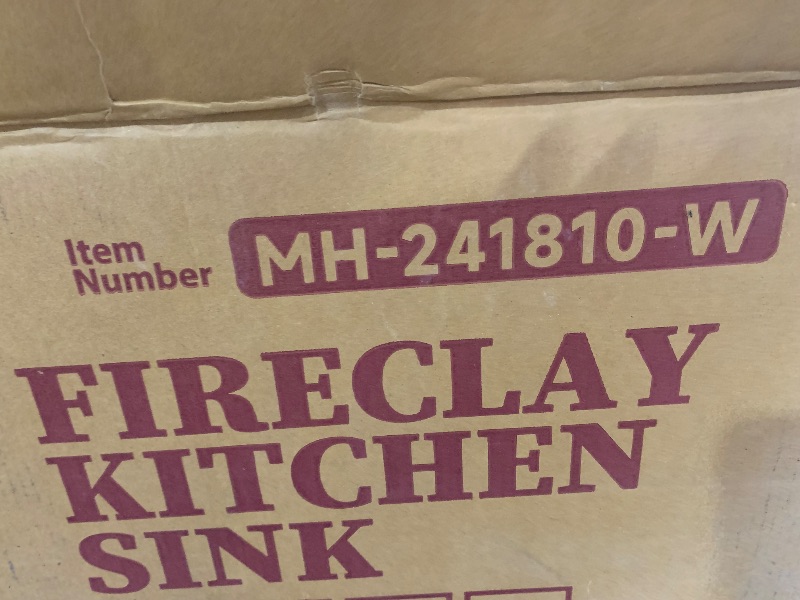 Item
Number
MH-241810-W
FIRECLAY
KITCHEN
SINK